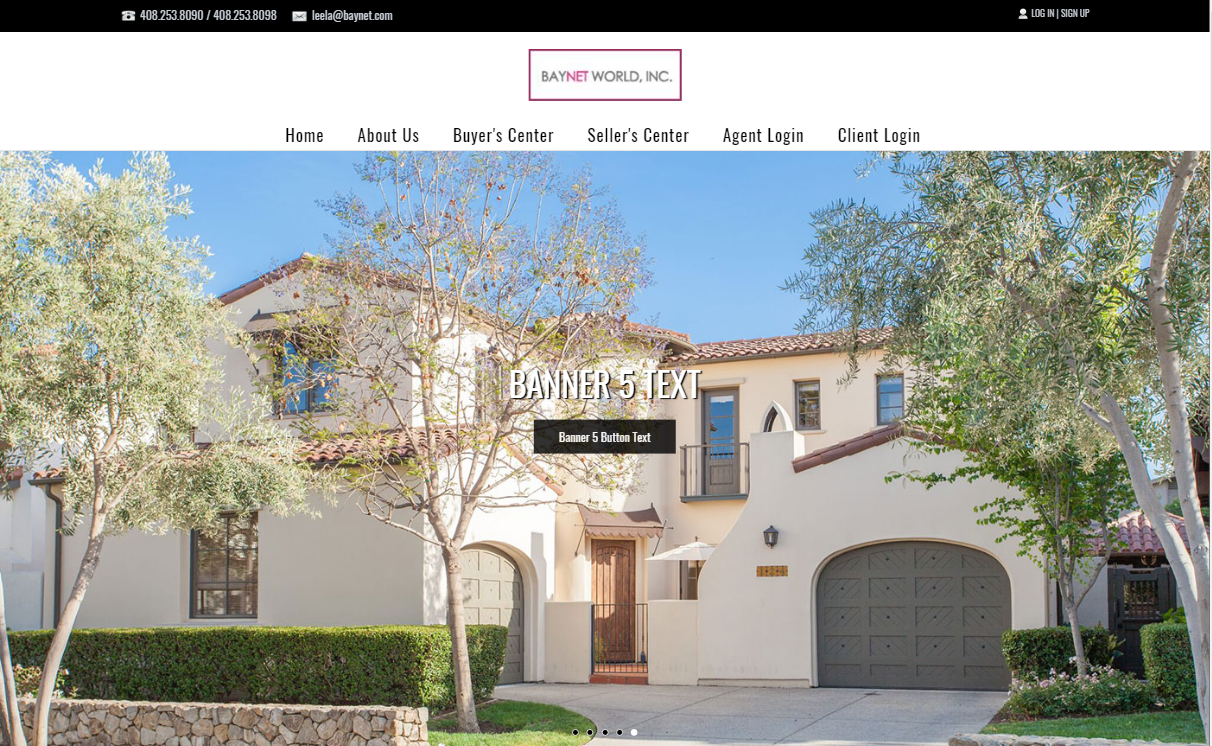 408.253.8090 / 408.253.8098 leela@baynet.com LOG IN | SIGN UP
BAYNET WORLD, INC.
Home About Us Buyer's Center Seller's Center Agent Login Client Login
BANNER 5 TEXT
Banner 5 Button Text